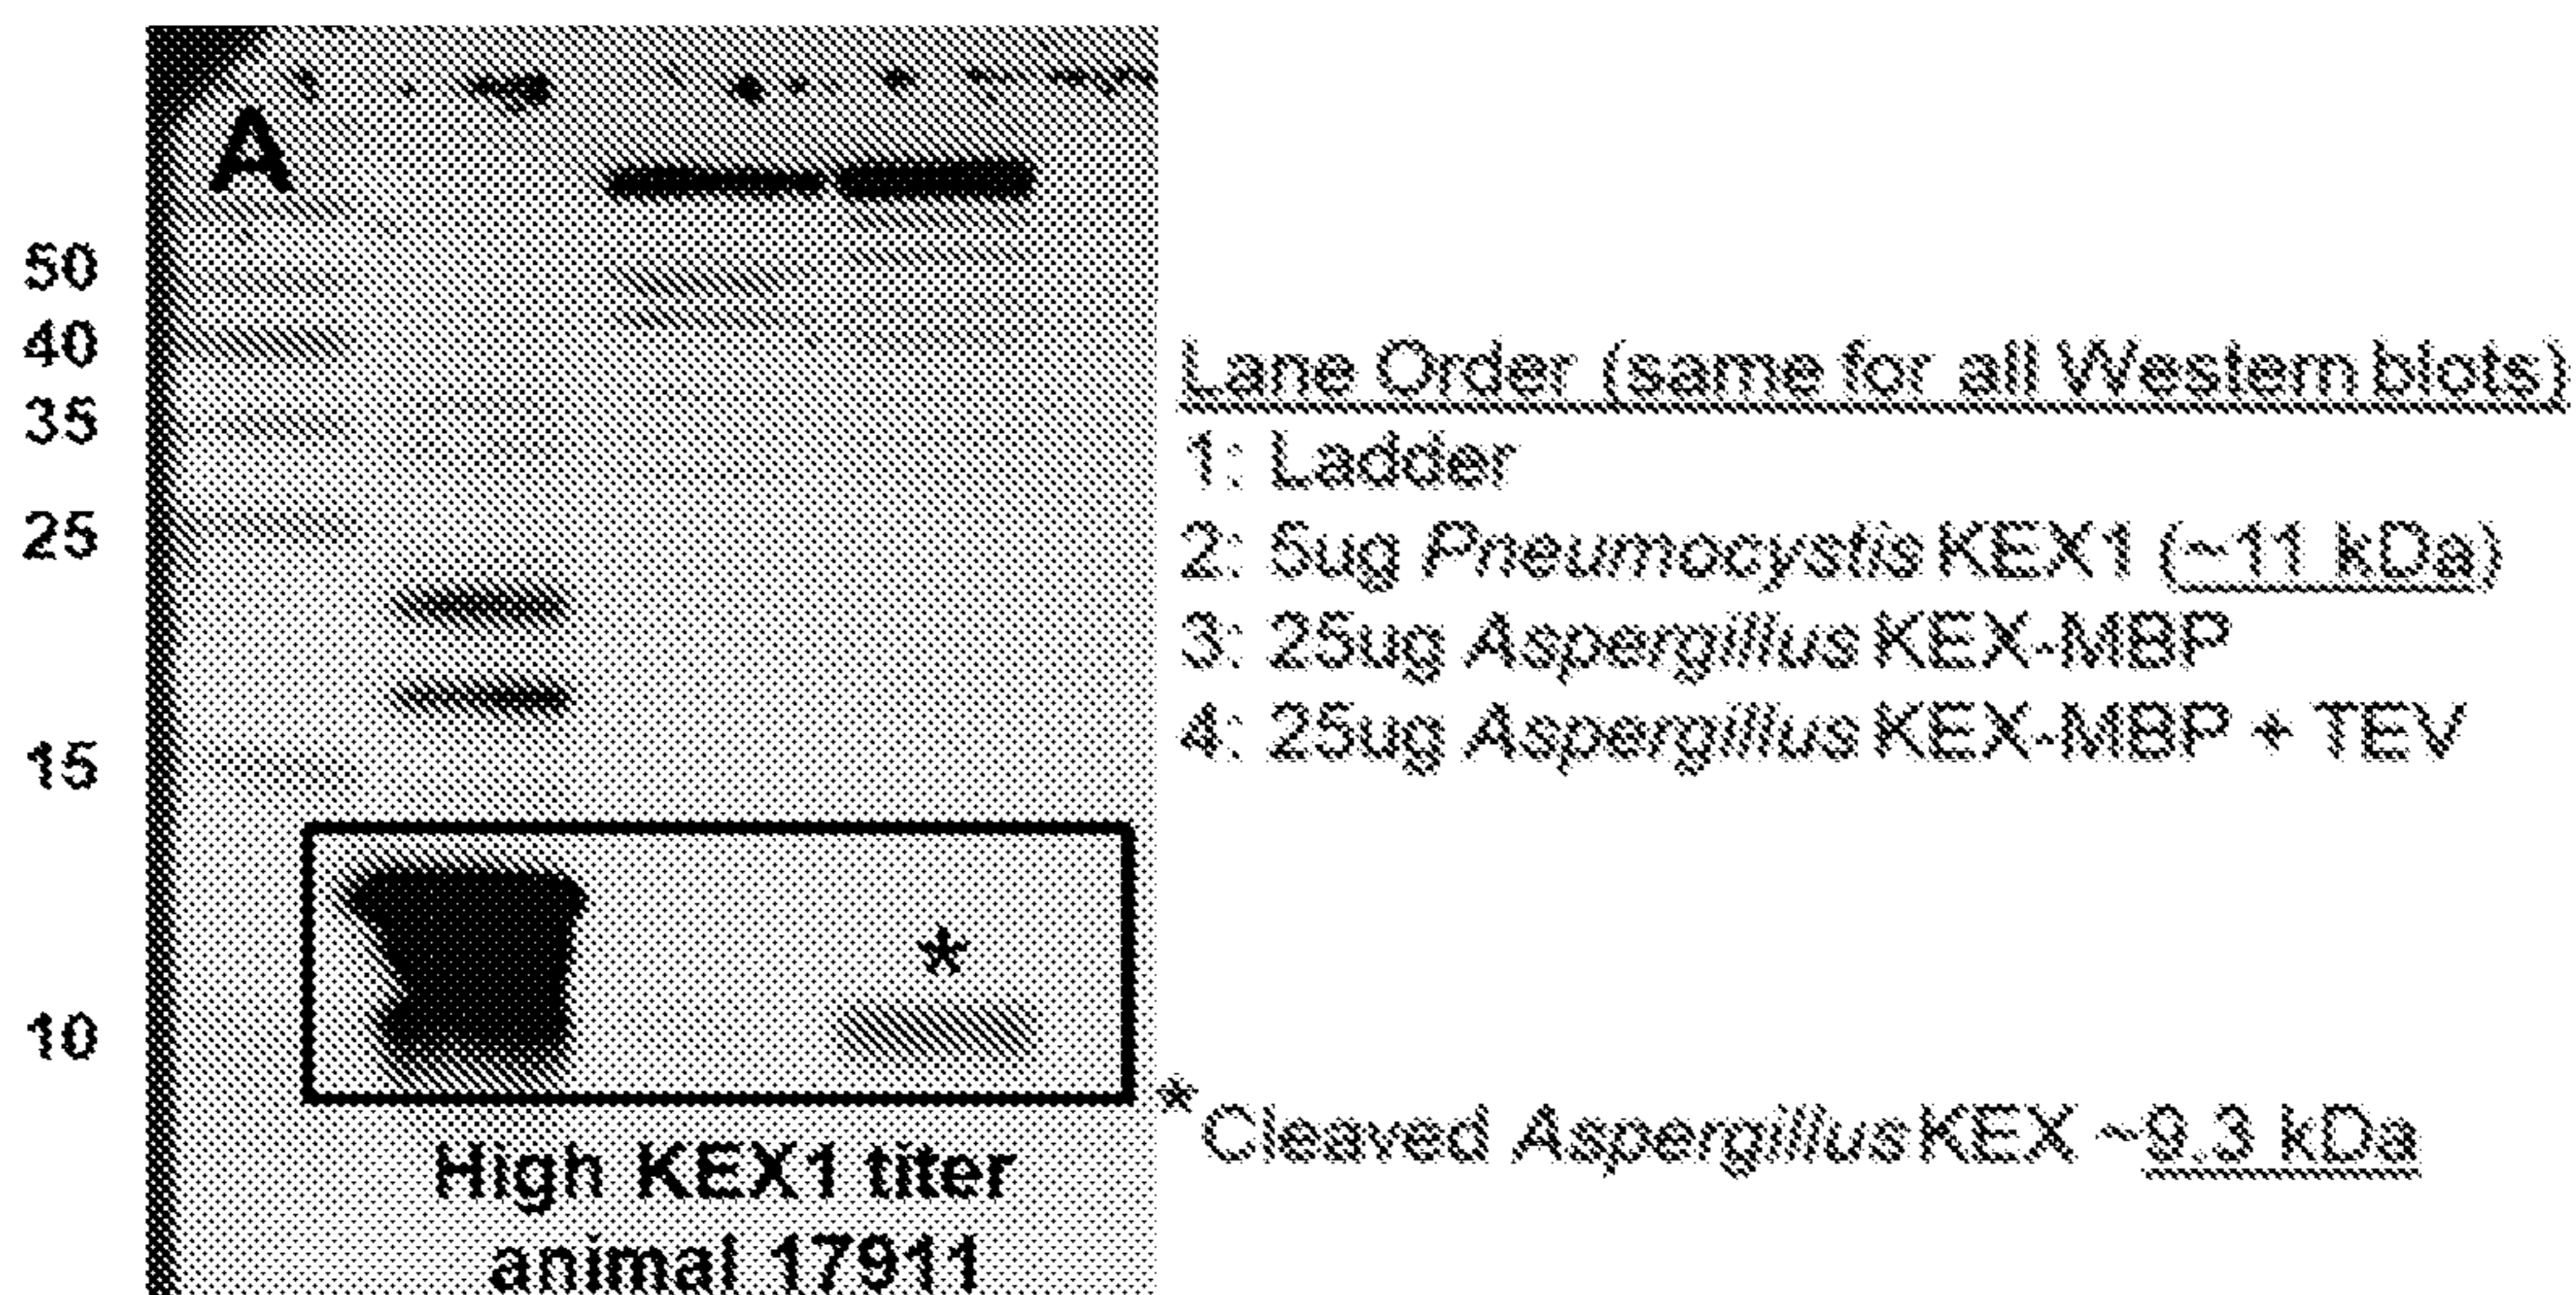 A
50
40
35
25
15
10
*
High KEX1 titer
animal 17911
Lane Order (same for all Western blots)
1: Ladder
2: 5ug Pneumocystis KEX1 (~11 kDa)
3: 25ug Aspergillus KEX-MBP
4: 25ug Aspergillus KEX-MBP + TEV
*Cleaved Aspergillus KEX ~9.3 kDa